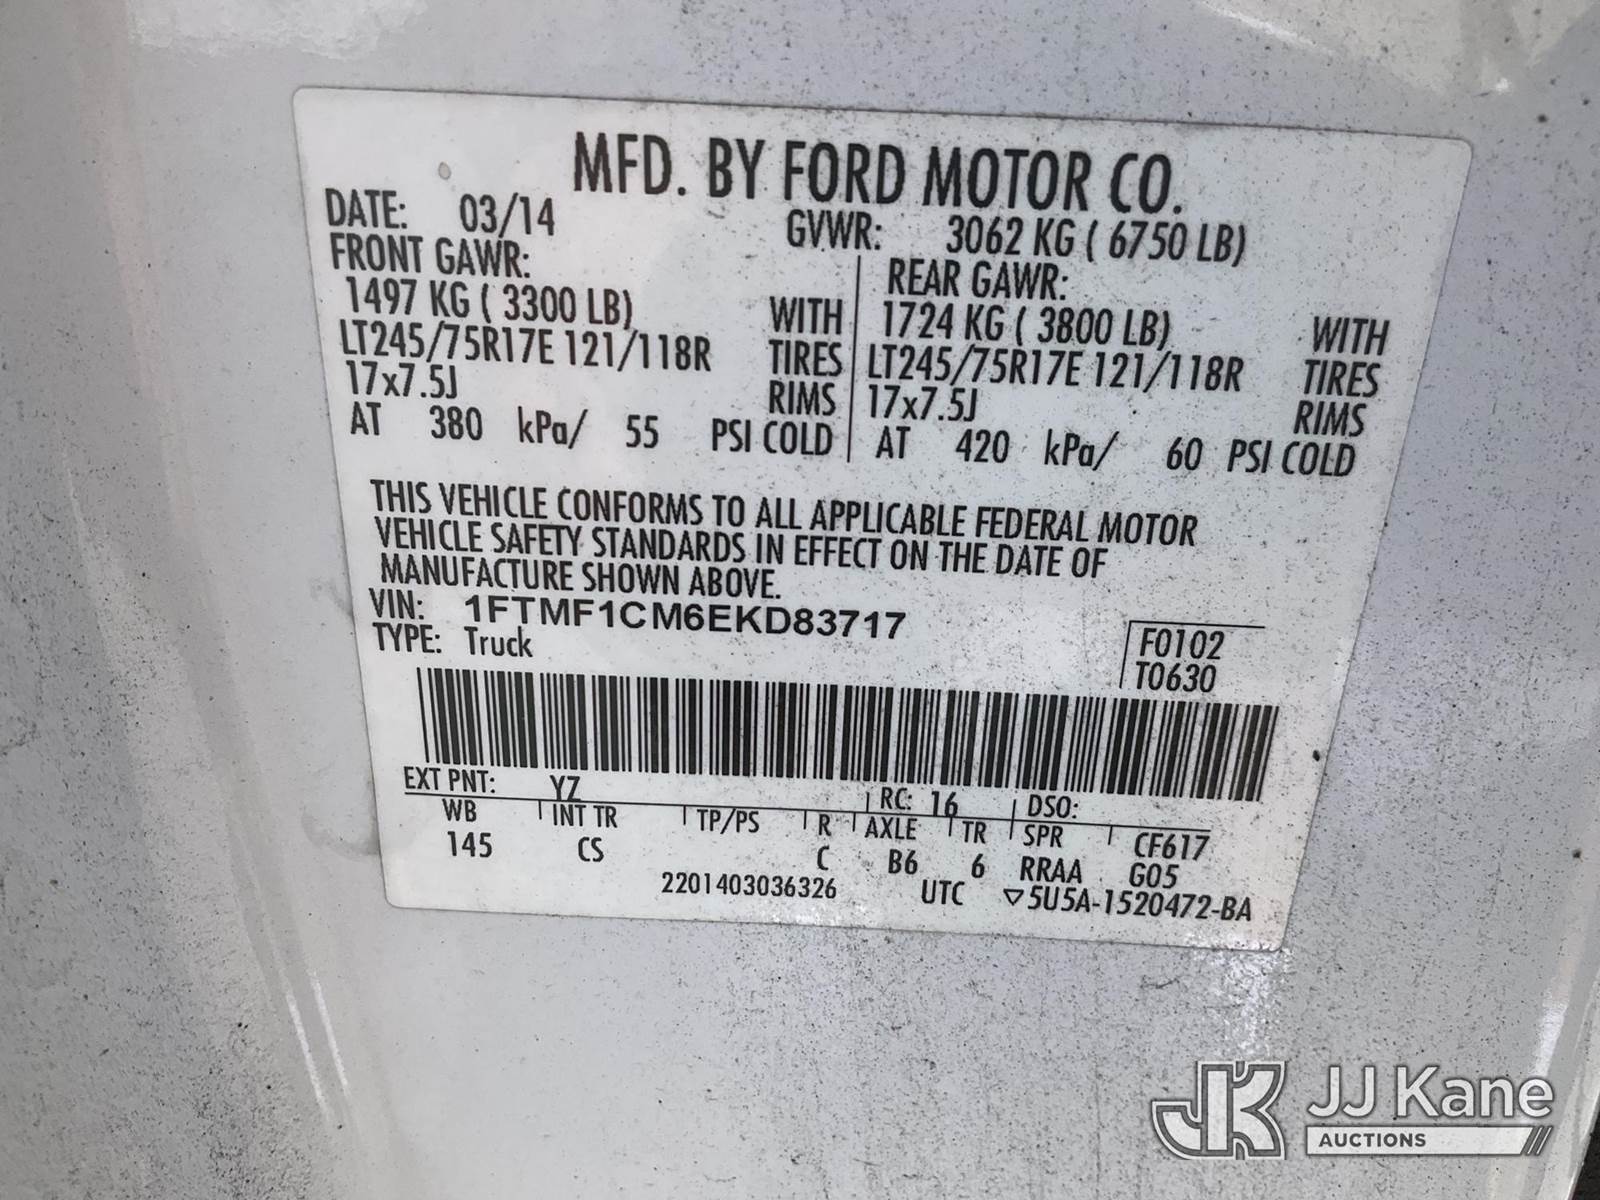 MFD. BY FORD MOTOR CO.
DATE: 03/14 GVWR: 3062 KG ( 6750 LB)
FRONT GAWR: REAR GAWR:
1497 KG ( 3300 LB) WITH 1724 KG ( 3800 LB) WITH
LT245/75R17E 121/118R TIRES LT245/75R17E 121/118R TIRES
17x7.5J RIMS 17x7.5J RIMS
AT 380 kPa/ 55 PSI COLD AT 420 kPa/ 60 PSI COLD
THIS VEHICLE CONFORMS TO ALL APPLICABLE FEDERAL MOTOR
VEHICLE SAFETY STANDARDS IN EFFECT ON THE DATE OF
MANUFACTURE SHOWN ABOVE.
VIN: 1FTMF1CM6EKD83717
TYPE: Truck
F0102
T0630
EXT PNT: YZ RC: 16 DSO:
WB INT TR TP/PS R AXLE TR SPR CF617
145 CS C B6 6 RRAA G05
2201403036326 UTC ▽5U5A-1520472-BA
JK JJ Kane
AUCTIONS